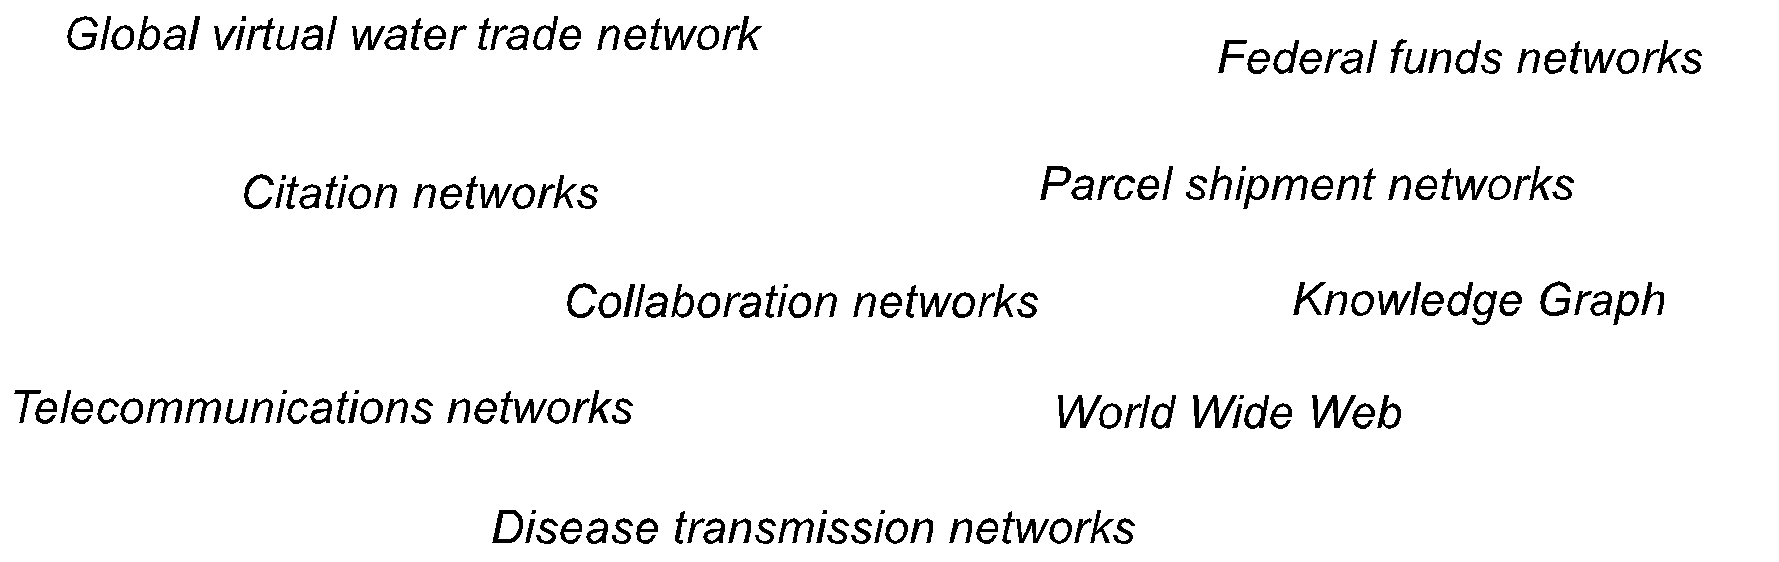 Global virtual water trade network
Federal funds networks
Citation networks
Parcel shipment networks
Collaboration networks
Knowledge Graph
Telecommunications networks
World Wide Web
Disease transmission networks